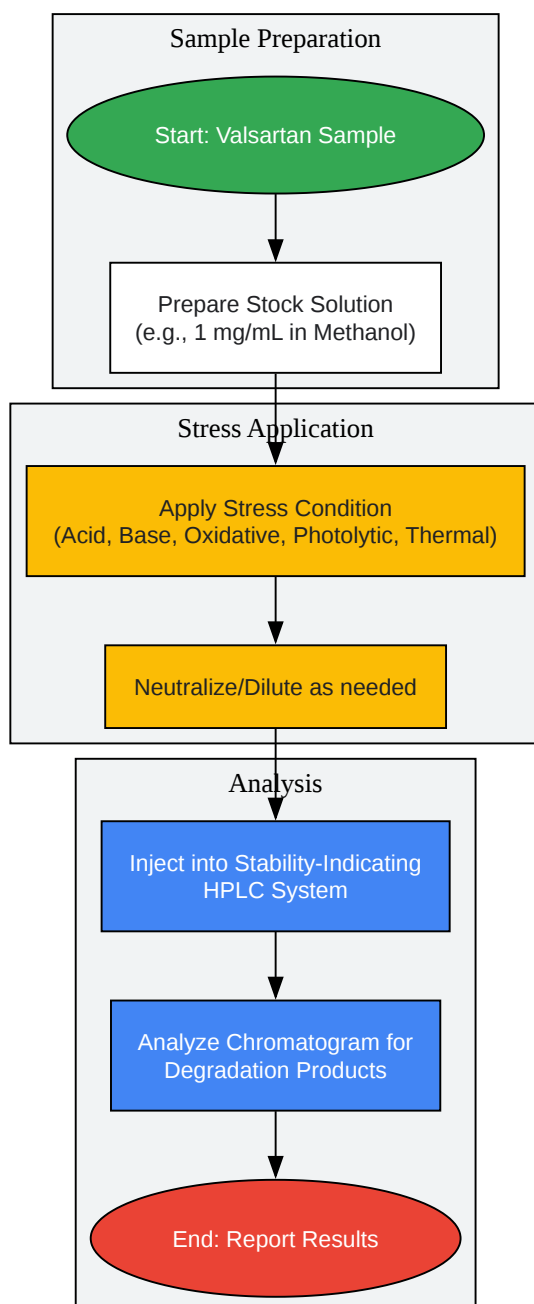 Sample Preparation
Start: Valsartan Sample
Prepare Stock Solution
(e.g., 1 mg/mL in Methanol)
Stress Application
Apply Stress Condition
(Acid, Base, Oxidative, Photolytic, Thermal)
Neutralize/Dilute as needed
Analysis
Inject into Stability-Indicating
HPLC System
Analyze Chromatogram for
Degradation Products
End: Report Results